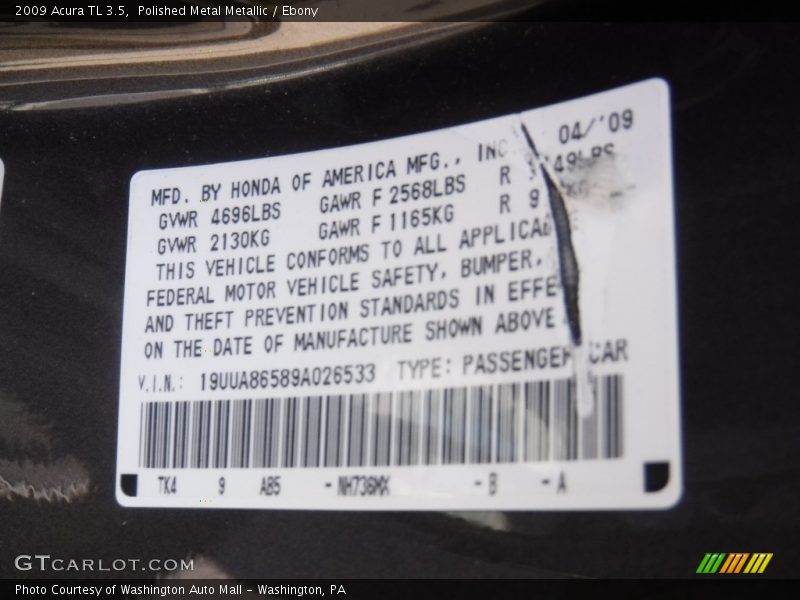 2009 Acura TL 3.5,  Polished Metal Metallic / Ebony
MFD. BY HONDA OF AMERICA MFG., INC 04/'09
GVWR 4696LBS GAWR F 2568LBS R
GVWR 2130KG GAWR F 1165KG R 9
THIS VEHICLE CONFORMS TO ALL
FEDERAL MOTOR VEHICLE SAFETY, BUMPER,
AND THEFT PREVENTION STANDARDS IN
ON THE DATE OF MANUFACTURE SHOWN ABOVE
V.I.N.: 19UUA86589A026533 TYPE: PASSENGER CAR
TK4 9 AB5 -NH736MX -B -A
GTCARLOT.COM
Photo Courtesy of Washington Auto Mall - Washington, PA